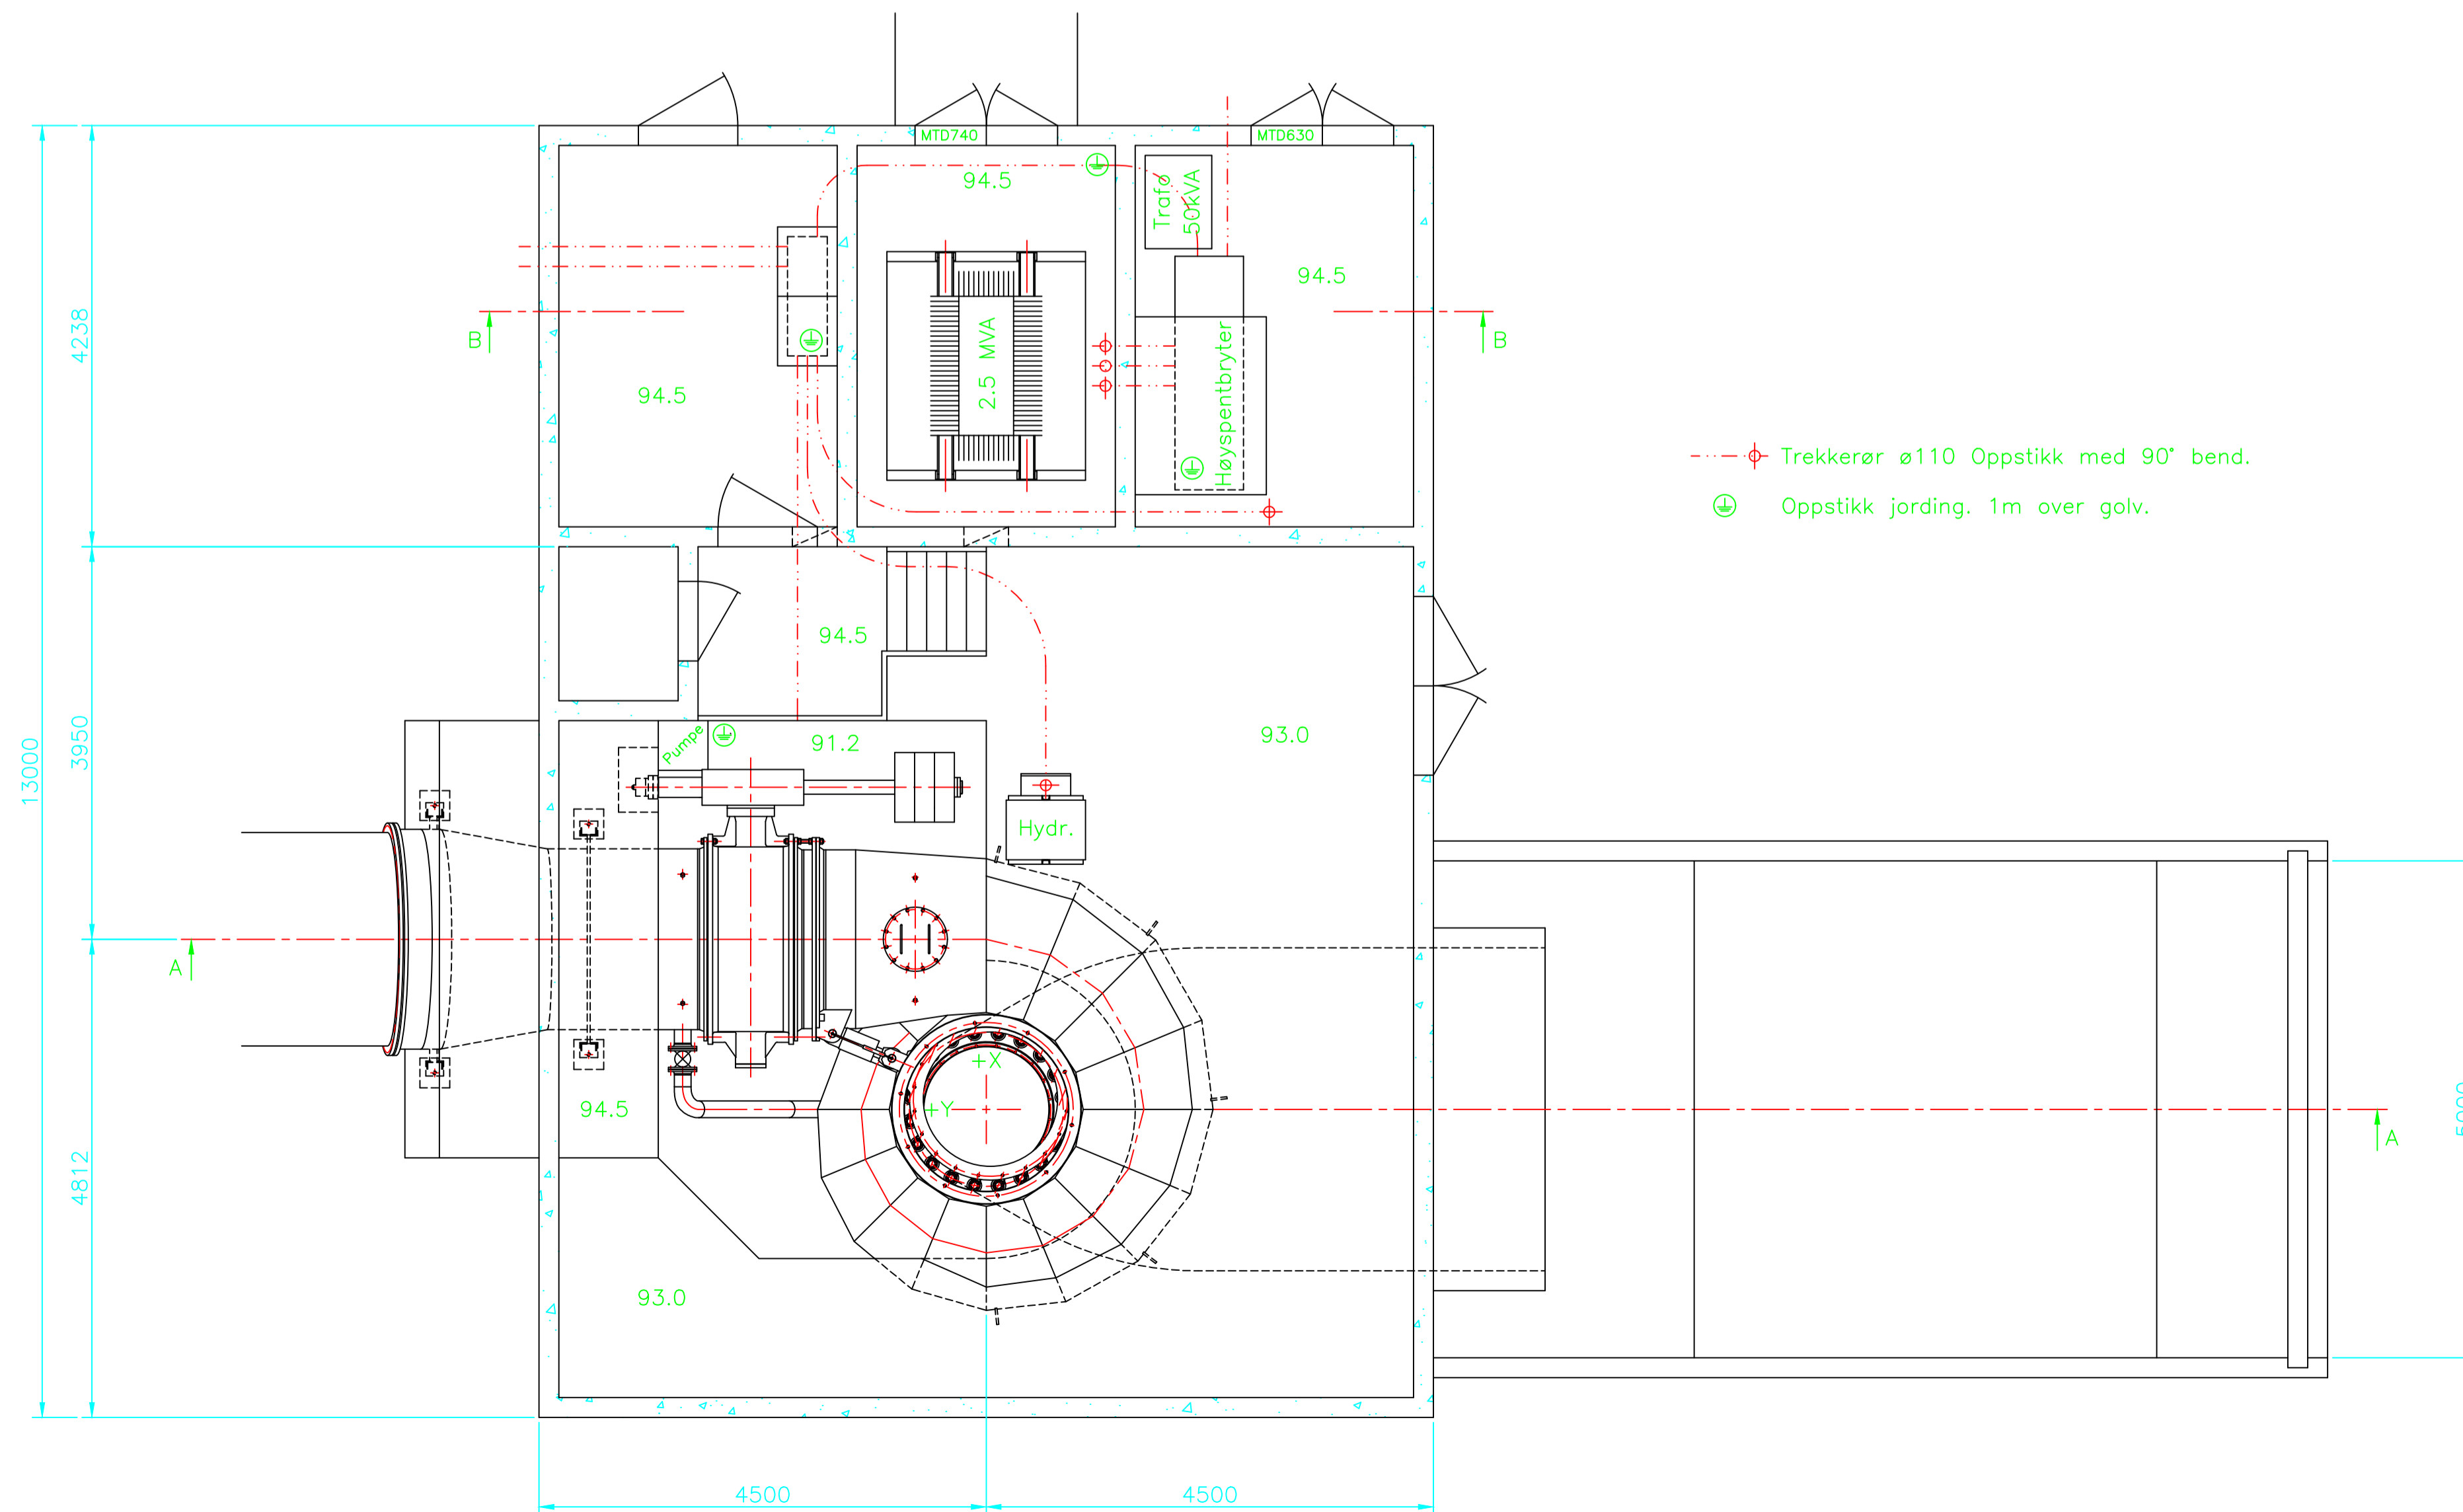 MTD740
MTD630
94.5
Trafo
50kVA
94.5
4238
B
2.5 MVA
Høyspentbryter
B
94.5
Trekkerør ø110 Oppstikk med 90° bend.
Oppstikk jording. 1m over golv.
94.5
13000
3950
Pumpe
91.2
93.0
Hydr.
A
+X
+Y
94.5
A
4812
93.0
4500
4500